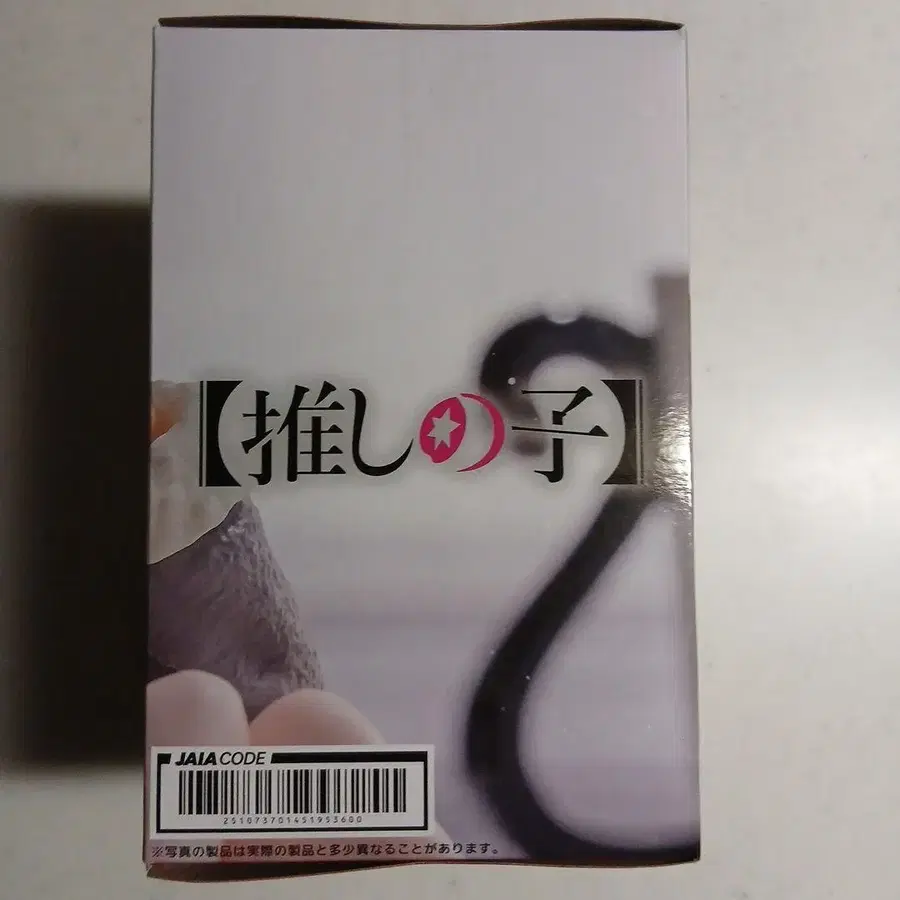 【推しの子】
JAIA CODE
251073701451953600
※写真の製品は実際の製品と多少異なることがあります。